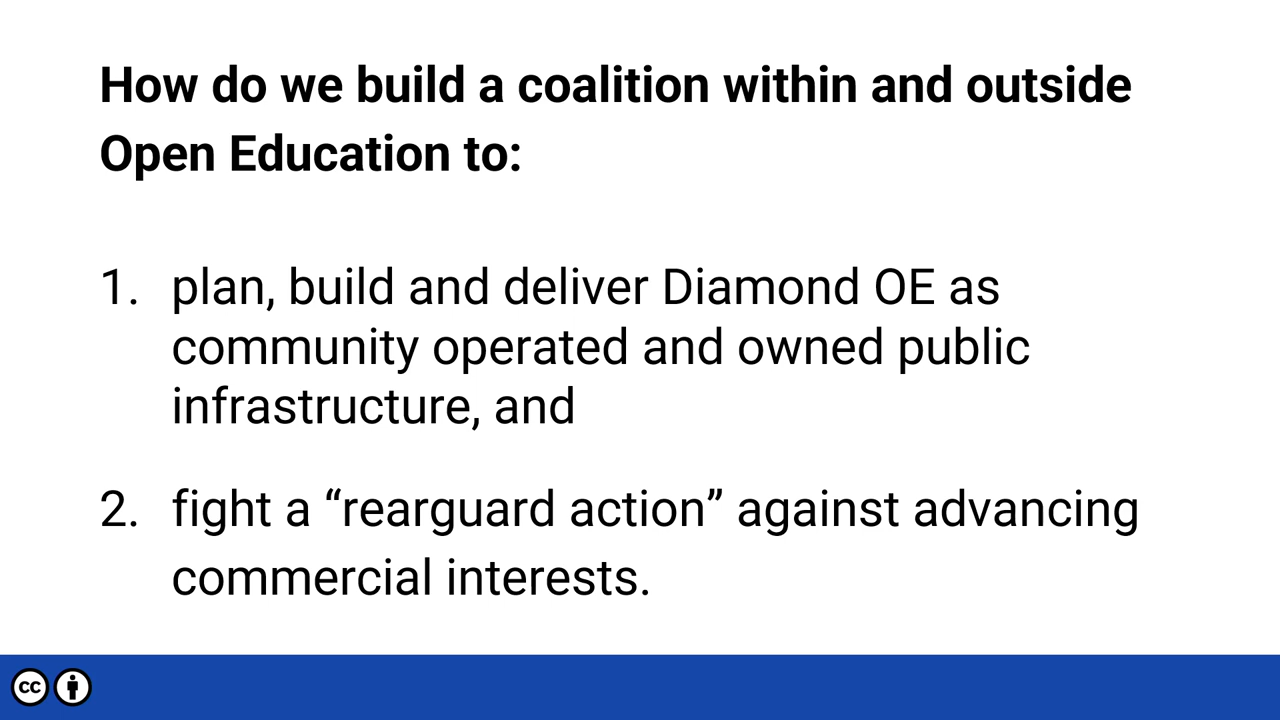 How do we build a coalition within and outside
Open Education to:
1. plan, build and deliver Diamond OE as
community operated and owned public
infrastructure, and
2. fight a “rearguard action” against advancing
commercial interests.
cc